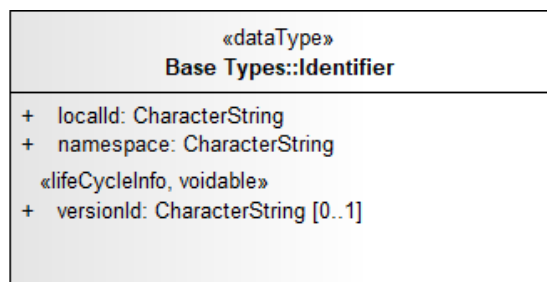 «dataType»
Base Types::Identifier
+ localId: CharacterString
+ namespace: CharacterString
«lifeCycleInfo, voidable»
+ versionId: CharacterString [0..1]